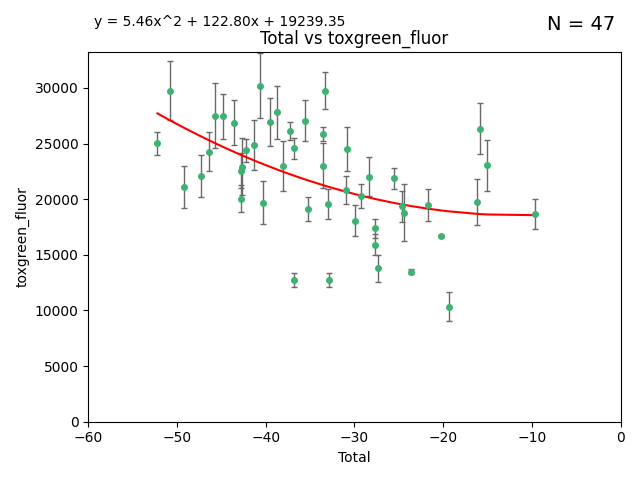 y = 5.46x^2 + 122.80x + 19239.35
N = 47
Total vs toxgreen_fluor
30000
25000
20000
15000
10000
5000
0
toxgreen_fluor
−60 −50 −40 −30 −20 −10 0
Total